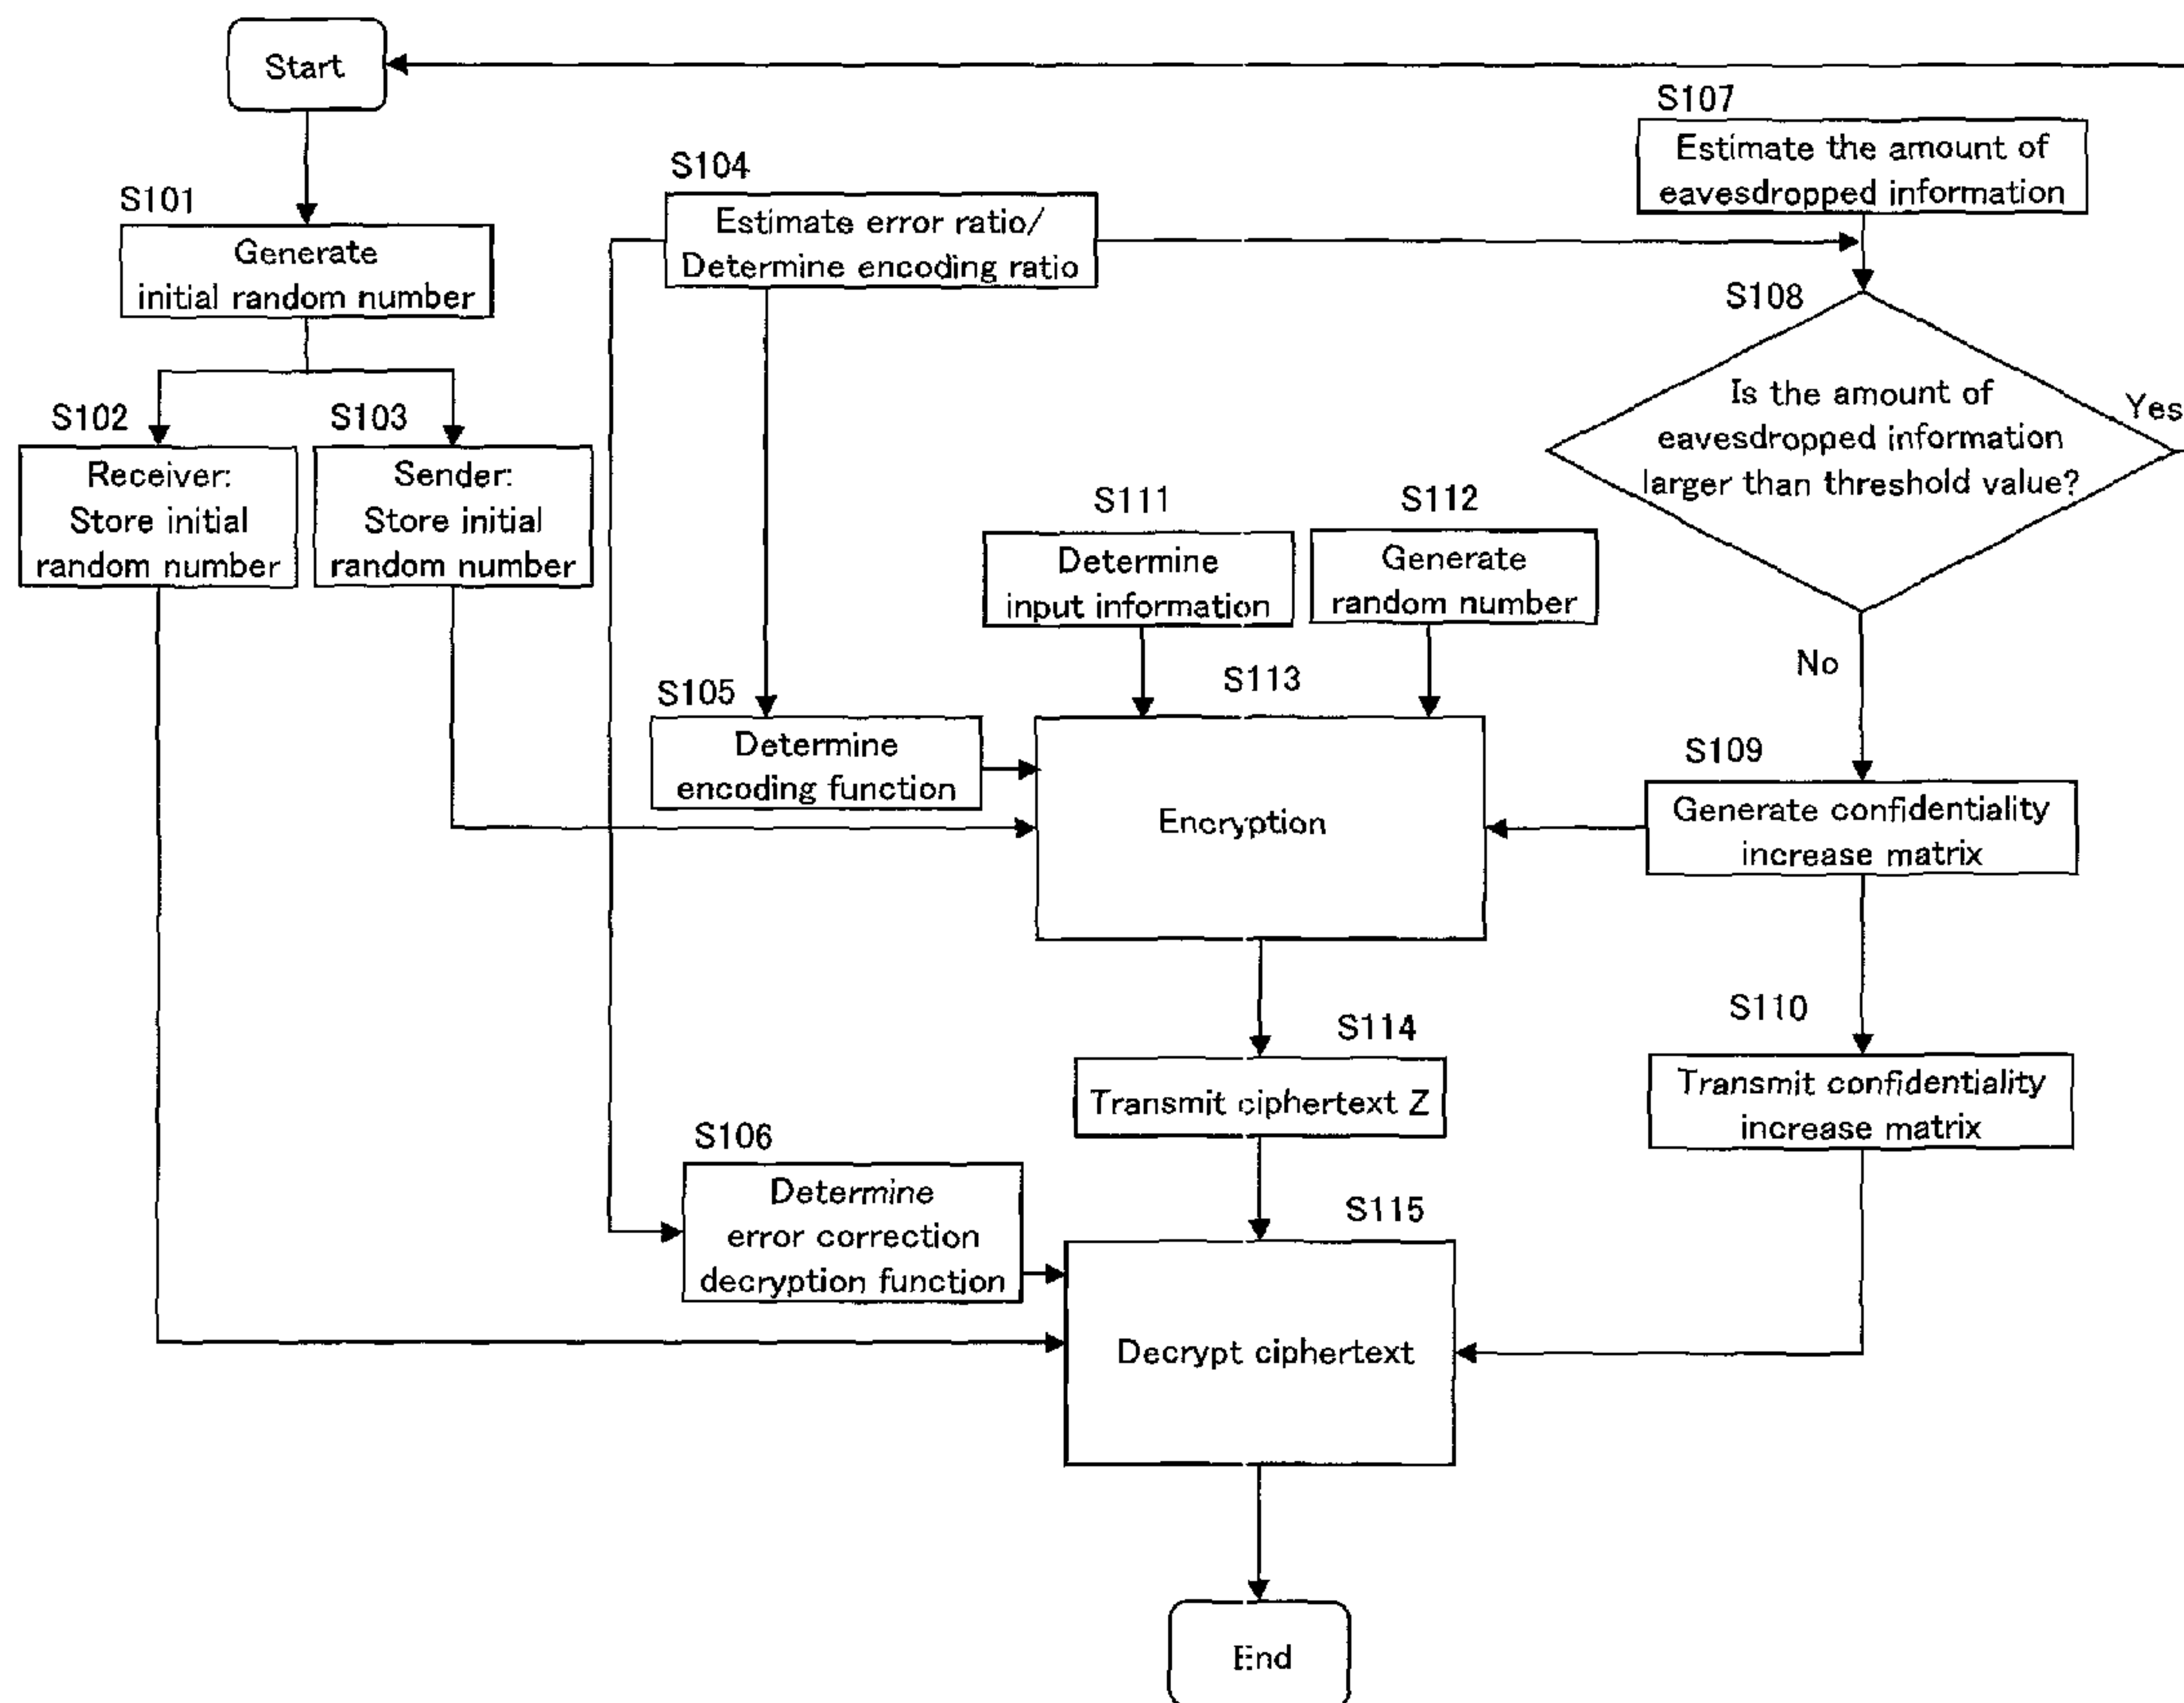 Start
S107
Estimate the amount of
eavesdropped information
S104
Estimate error ratio/
Determine encoding ratio
S101
Generate
initial random number
S108
Is the amount of
eavesdropped information
larger than threshold value?
Yes
No
S102
Receiver:
Store initial
random number
S103
Sender:
Store initial
random number
S111
Determine
input information
S112
Generate
random number
S105
Determine
encoding function
S113
Encryption
S109
Generate confidentiality
increase matrix
S114
Transmit ciphertext Z
S110
Transmit confidentiality
increase matrix
S106
Determine
error correction
decryption function
S115
Decrypt ciphertext
End